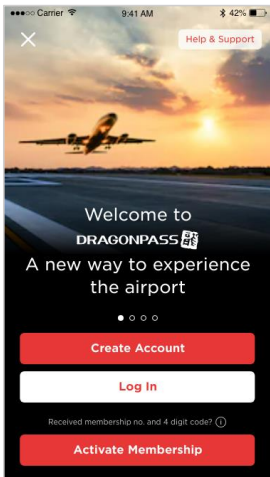 Carrier 9:41 AM 42%
Help & Support
Welcome to
DRAGONPASS
A new way to experience
the airport
Create Account
Log In
Received membership no. and 4 digit code?
Activate Membership